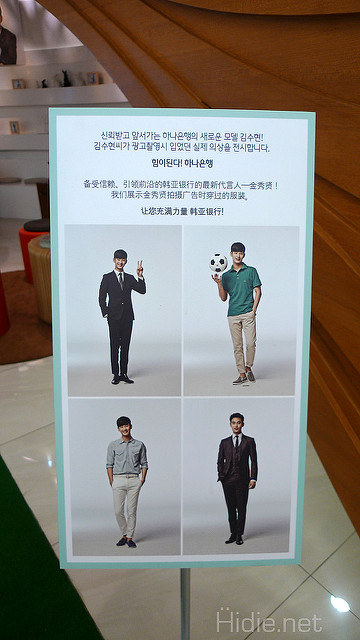 신뢰받고 앞서가는 하나은행의 새로운 모델 김수현!
김수현씨가 광고촬영시 입었던 실제 의상을 전시합니다.
힘이된다! 하나은행
备受信赖、引领前沿的韩亚银行的最新代言人—金秀贤！
我们展示金秀贤拍摄广告时穿过的服装。
让您充满力量 韩亚银行!
Hidie.net